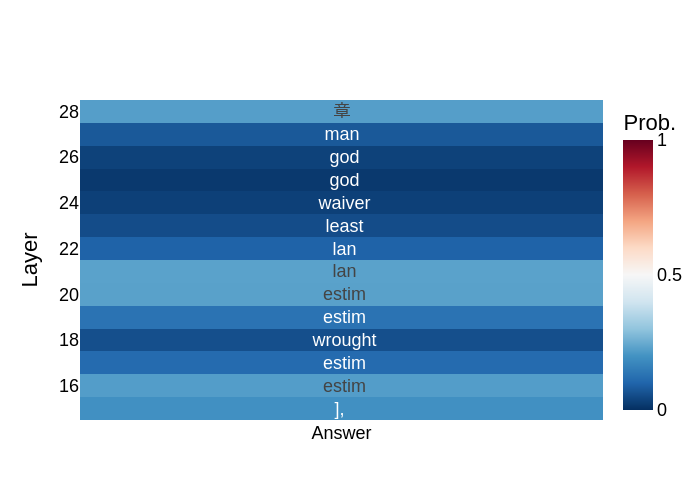 Prob.
1
0.5
0
Layer
28
26
24
22
20
18
16
章
man
god
god
waiver
least
lan
lan
estim
estim
wrought
estim
estim
],
Answer